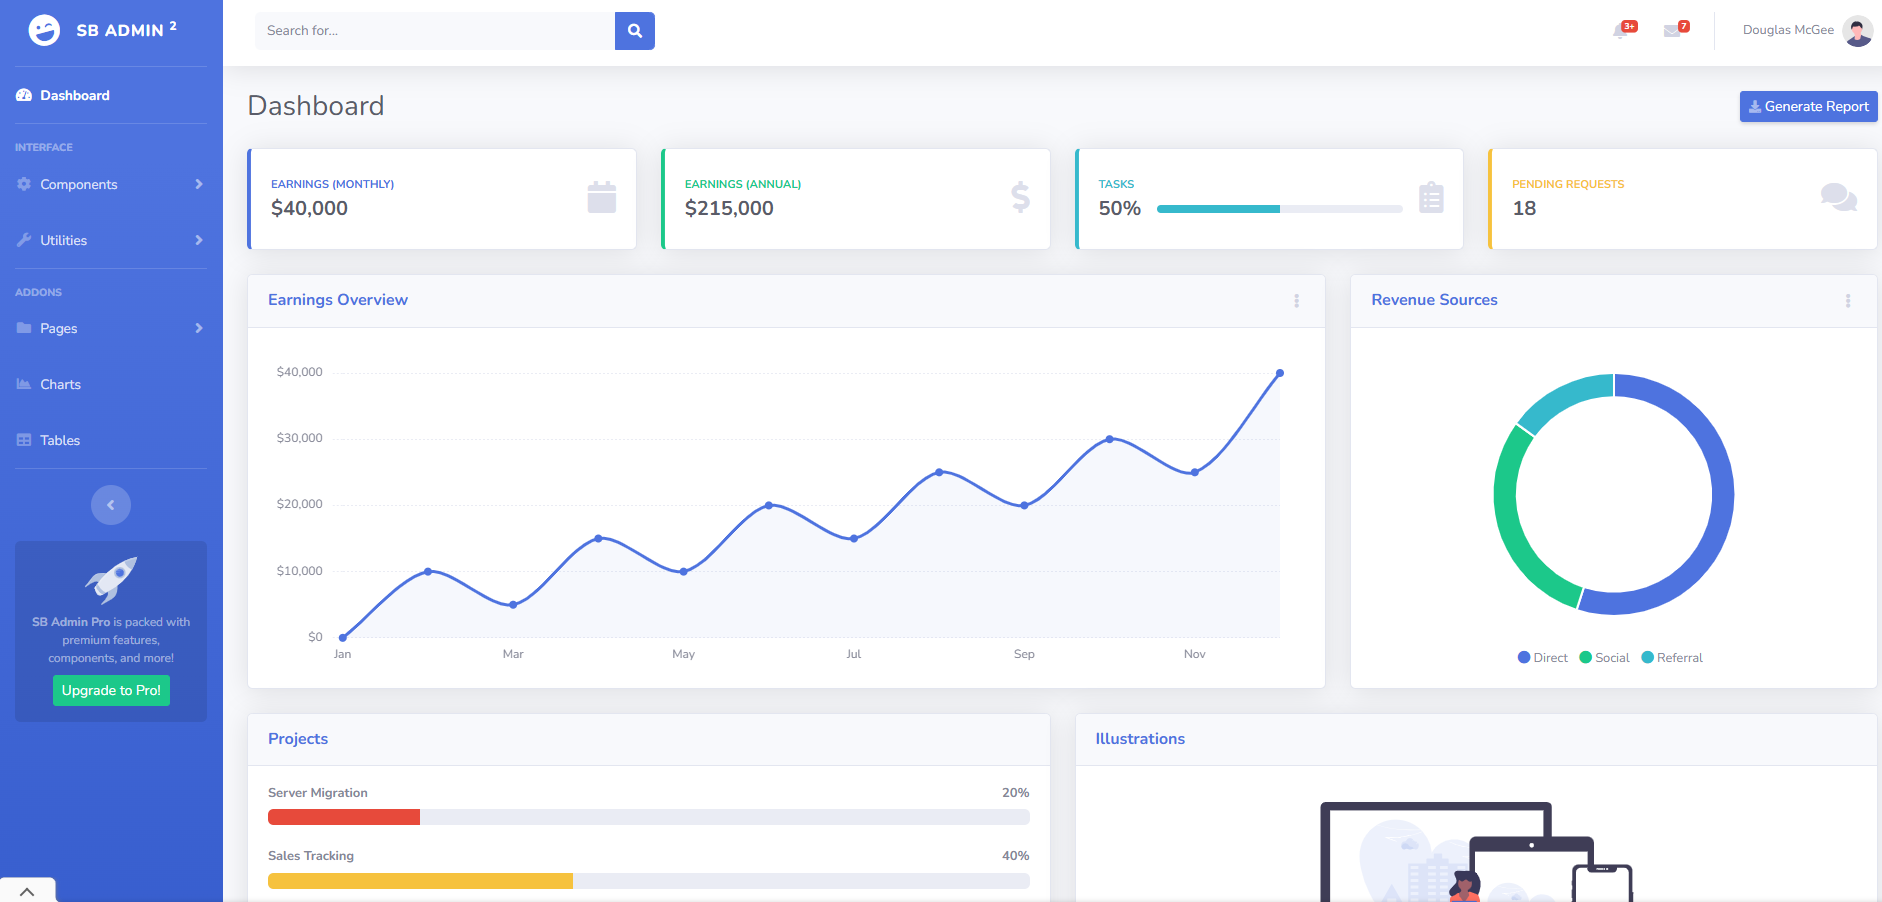 SB ADMIN 2
Search for...
3+
7
Douglas McGee
Dashboard
INTERFACE
Components
Utilities
ADDONS
Pages
Charts
Tables
SB Admin Pro is packed with
premium features,
components, and more!
Upgrade to Pro!
Dashboard
Generate Report
EARNINGS (MONTHLY)
$40,000
EARNINGS (ANNUAL)
$215,000
TASKS
50%
PENDING REQUESTS
18
Earnings Overview
$40,000
$30,000
$20,000
$10,000
$0
Jan Mar May Jul Sep Nov
Revenue Sources
Direct Social Referral
Projects
Server Migration 20%
Sales Tracking 40%
Illustrations